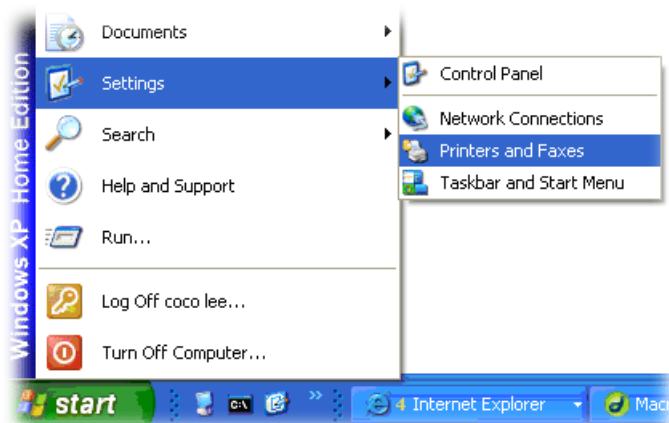 Windows XP Home Edition
Documents
Settings
Search
Help and Support
Run...
Log Off coco lee...
Turn Off Computer...
Control Panel
Network Connections
Printers and Faxes
Taskbar and Start Menu
start
C:\
»
4 Internet Explorer
Mac